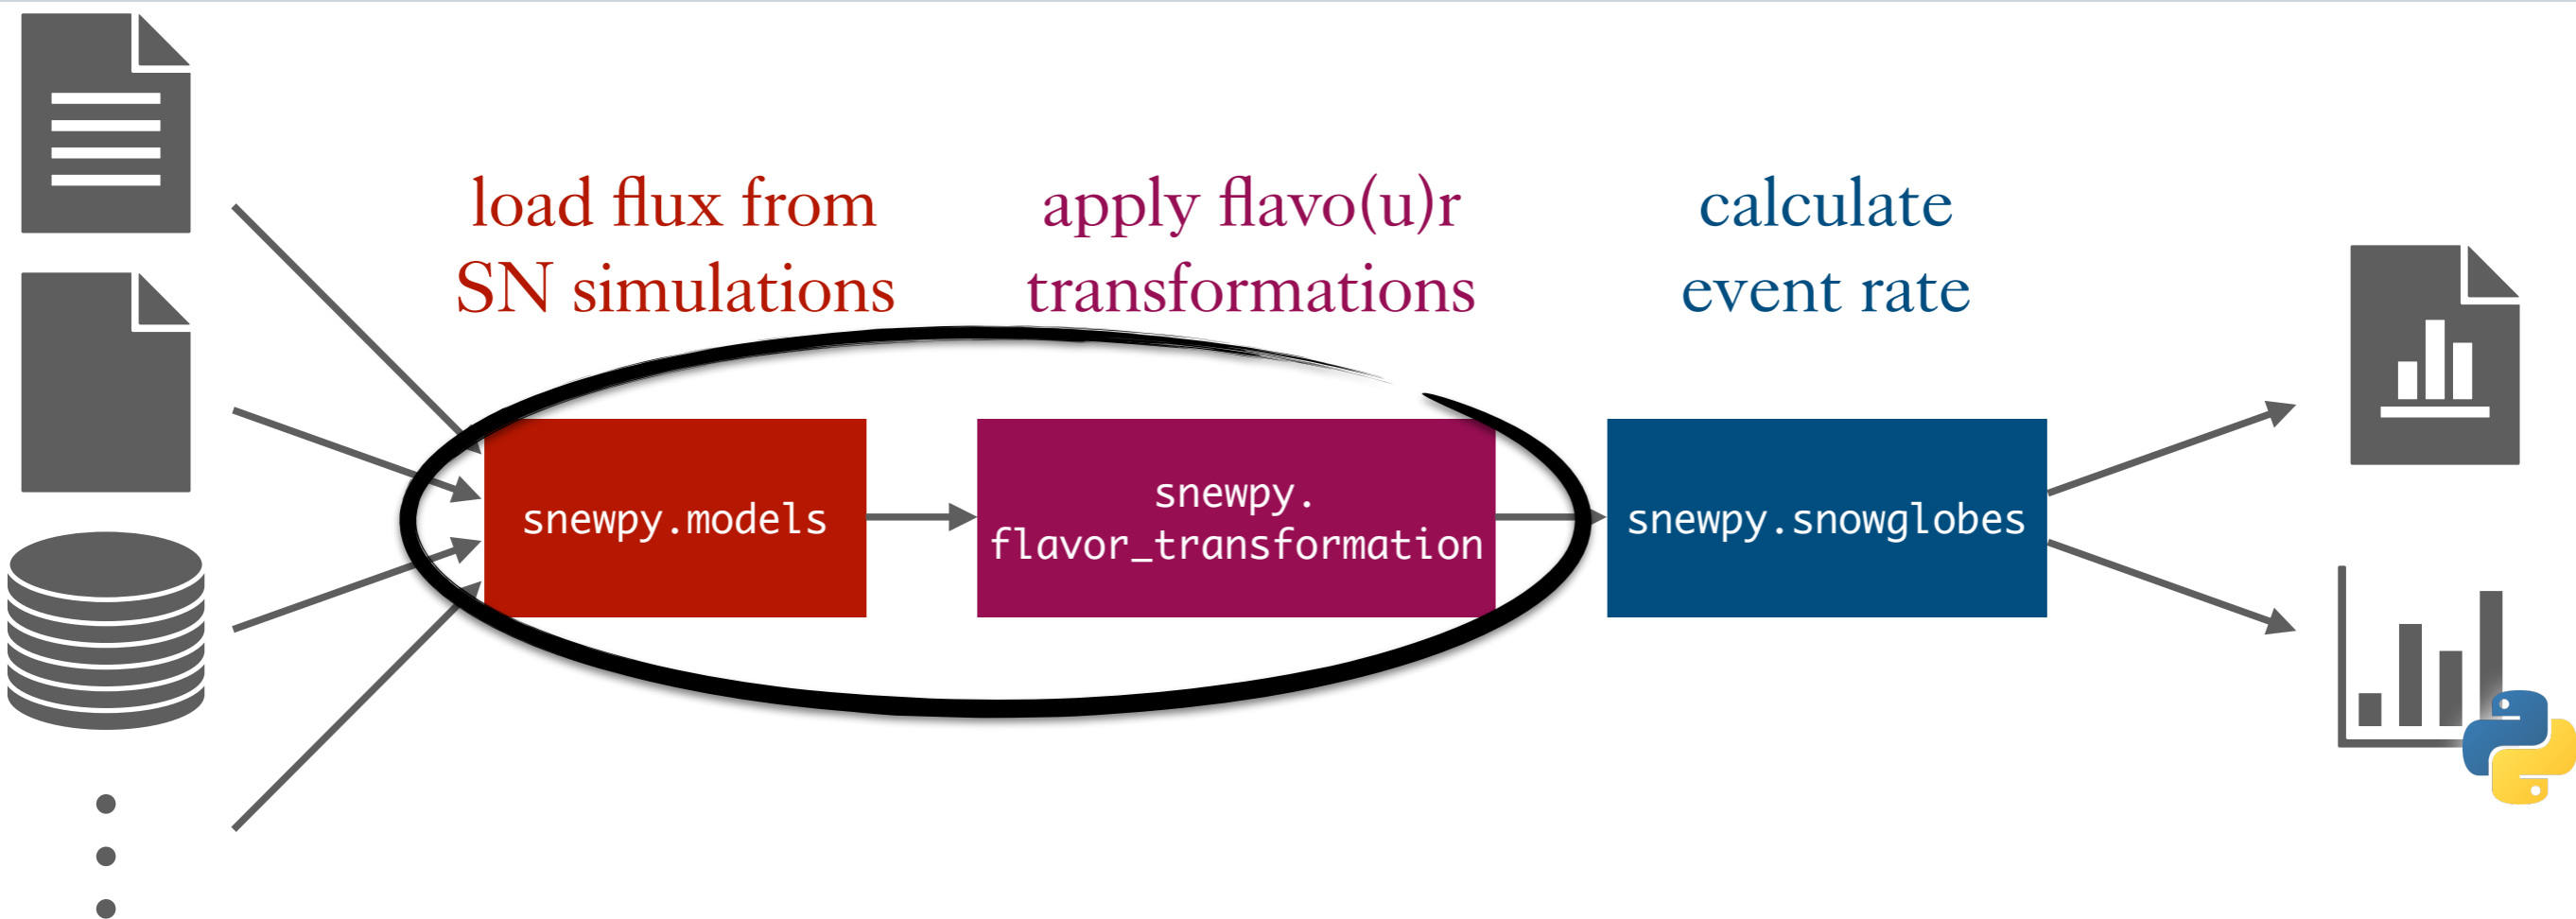 load flux from
SN simulations
apply flavo(u)r
transformations
calculate
event rate
snewpy.models
snewpy.
flavor_transformation
snewpy.snowglobes